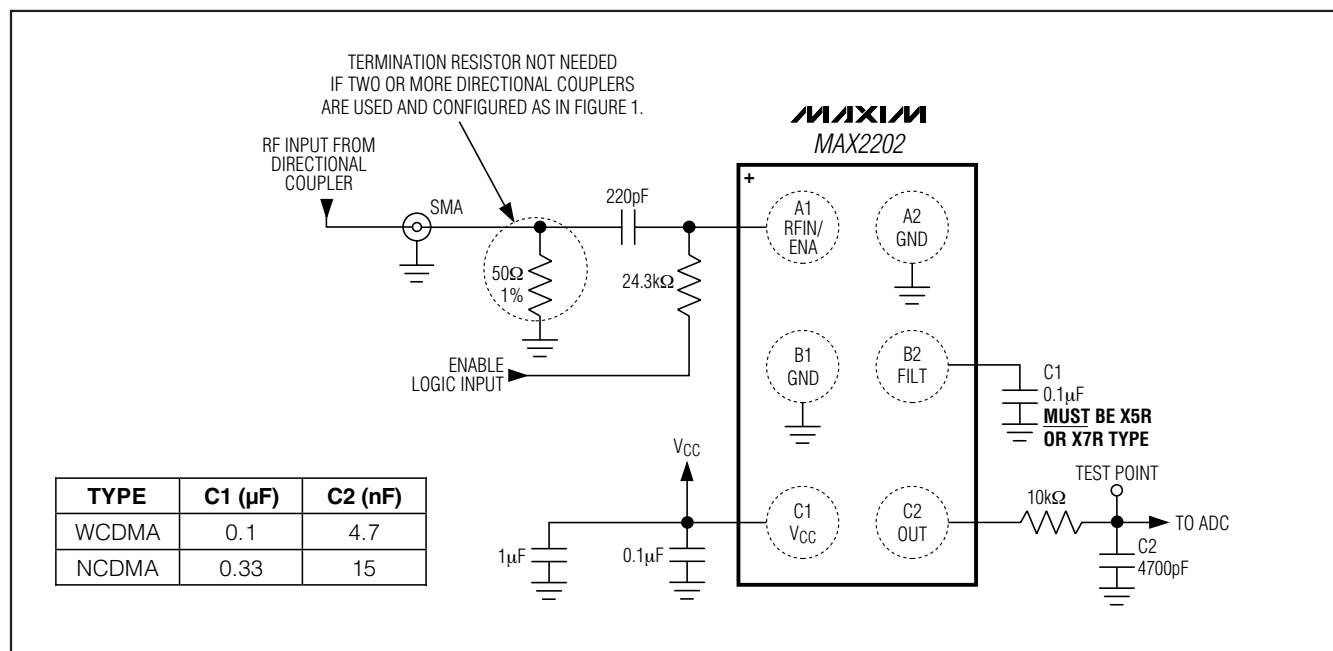 TERMINATION RESISTOR NOT NEEDED
IF TWO OR MORE DIRECTIONAL COUPLERS
ARE USED AND CONFIGURED AS IN FIGURE 1.
RF INPUT FROM
DIRECTIONAL
COUPLER
SMA
50Ω
1%
220pF
24.3kΩ
ENABLE
LOGIC INPUT
MAXIM
MAX2202
+
A1
RFIN/
ENA
A2
GND
B1
GND
B2
FILT
C1
0.1µF
MUST BE X5R
OR X7R TYPE
VCC
1µF
0.1µF
C1
VCC
C2
OUT
10kΩ
TEST POINT
TO ADC
C2
4700pF
TYPE C1 (µF) C2 (nF)
WCDMA 0.1 4.7
NCDMA 0.33 15